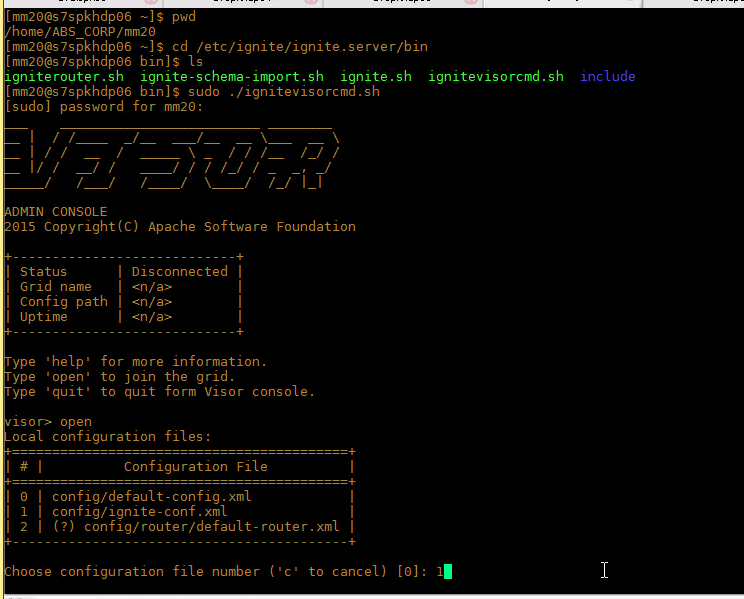 [mm20@s7spkhdp06 ~]$ pwd
/home/ABS_CORP/mm20
[mm20@s7spkhdp06 ~]$ cd /etc/ignite/ignite.server/bin
[mm20@s7spkhdp06 bin]$ ls
igniterouter.sh  ignite-schema-import.sh  ignite.sh  ignitevisorcmd.sh  include
[mm20@s7spkhdp06 bin]$ sudo ./ignitevisorcmd.sh
[sudo] password for mm20:
VISOR
ADMIN CONSOLE
2015 Copyright(C) Apache Software Foundation
+----------------------------+
| Status      | Disconnected |
| Grid name   | <n/a>        |
| Config path | <n/a>        |
| Uptime      | <n/a>        |
+----------------------------+
Type 'help' for more information.
Type 'open' to join the grid.
Type 'quit' to quit form Visor console.
visor> open
Local configuration files:
+==========================================+
| # |          Configuration File          |
+==========================================+
| 0 | config/default-config.xml            |
| 1 | config/ignite-conf.xml               |
| 2 | (?) config/router/default-router.xml |
+------------------------------------------+
Choose configuration file number ('c' to cancel) [0]: 1